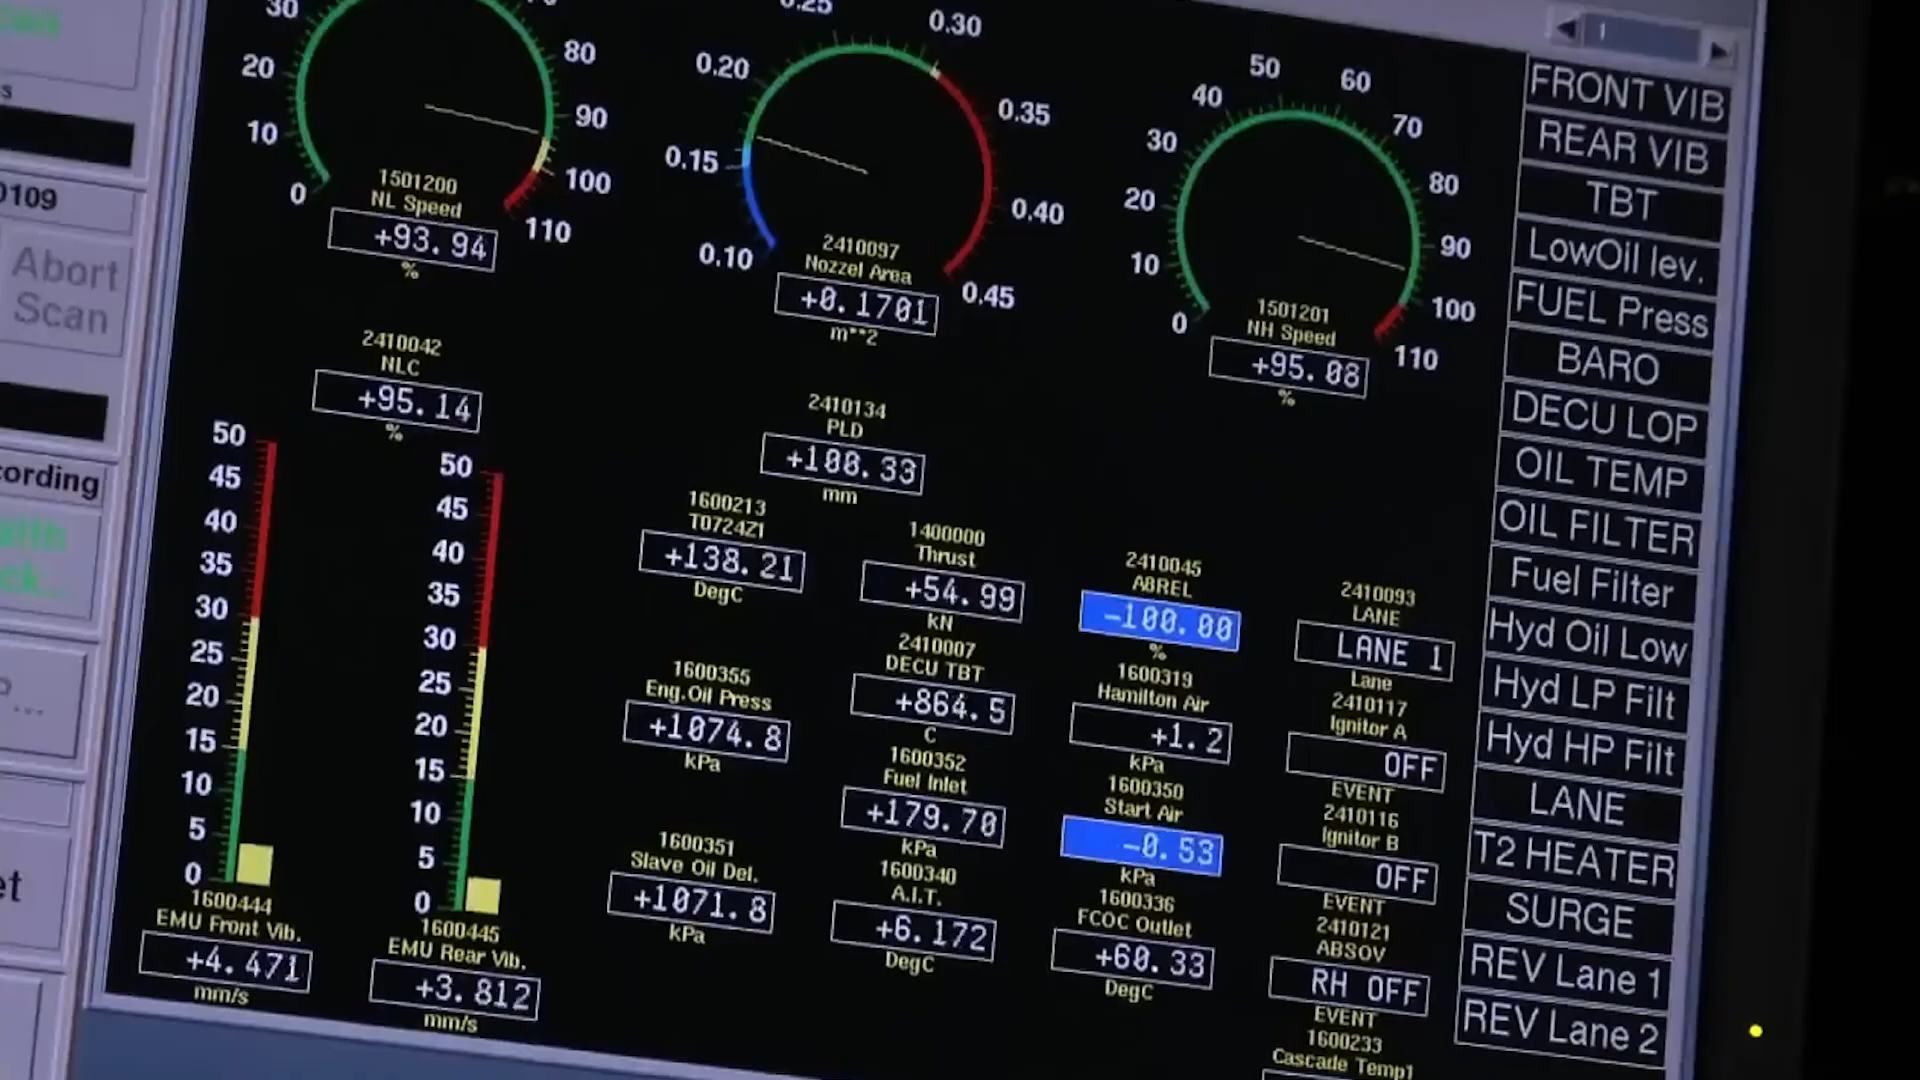 30
20
10
0
80
90
100
110
1501200
NL Speed
+93.94
%
0.25
0.30
0.20
0.35
0.15
0.40
0.10
0.45
2410097
Nozzel Area
+0.1701
m**2
50
60
40
70
30
80
20
90
10
100
0
110
1501201
NH Speed
+95.08
%
2410042
NLC
+95.14
%
2410134
PLD
+100.33
mm
50
45
40
35
30
25
20
15
10
5
0
1600444
EMU Front Vib.
+4.471
mm/s
50
45
40
35
30
25
20
15
10
5
0
1600445
EMU Rear Vib.
+3.812
mm/s
1600213
T0724Z1
+138.21
DegC
1600355
Eng.Oil Press
+1074.8
kPa
1600351
Slave Oil Del.
+1071.8
kPa
1400000
Thrust
+54.99
kN
2410007
DECU TBT
+864.5
C
1600352
Fuel Inlet
+179.70
kPa
1600340
A.I.T.
+6.172
DegC
2410045
A8REL
-100.00
%
1600319
Hamilton Air
+1.2
kPa
1600350
Start Air
-0.53
kPa
1600336
FCOC Outlet
+60.33
DegC
2410093
LANE
LANE 1
Lane
2410117
Ignitor A
OFF
EVENT
2410116
Ignitor B
OFF
EVENT
2410121
ABSOV
RH OFF
EVENT
1600233
Cascade Temp1
FRONT VIB
REAR VIB
TBT
LowOil lev.
FUEL Press
BARO
DECU LOP
OIL TEMP
OIL FILTER
Fuel Filter
Hyd Oil Low
Hyd LP Filt
Hyd HP Filt
LANE
T2 HEATER
SURGE
REV Lane 1
REV Lane 2
0109
Abort
Scan
cording
et